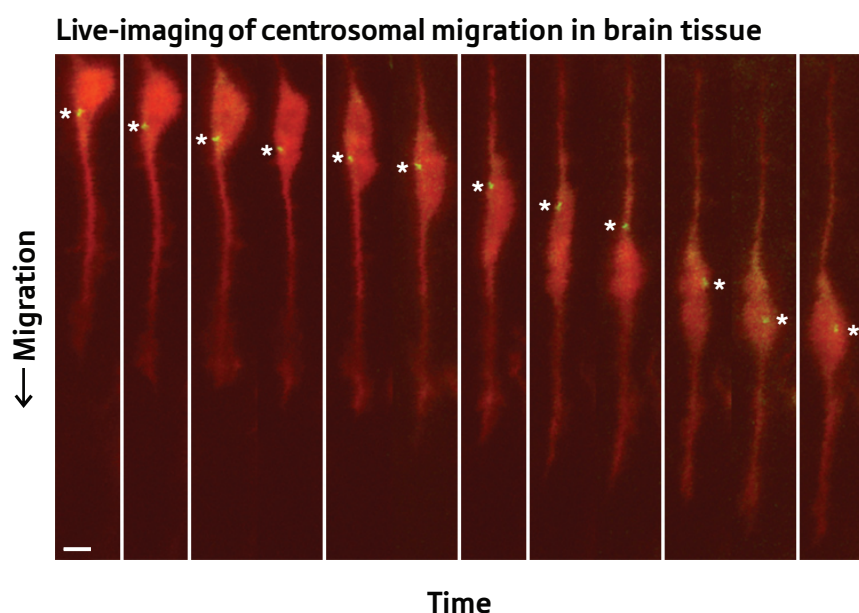 Live-imaging of centrosomal migration in brain tissue
* * * * * * * * * * * *
← Migration
Time